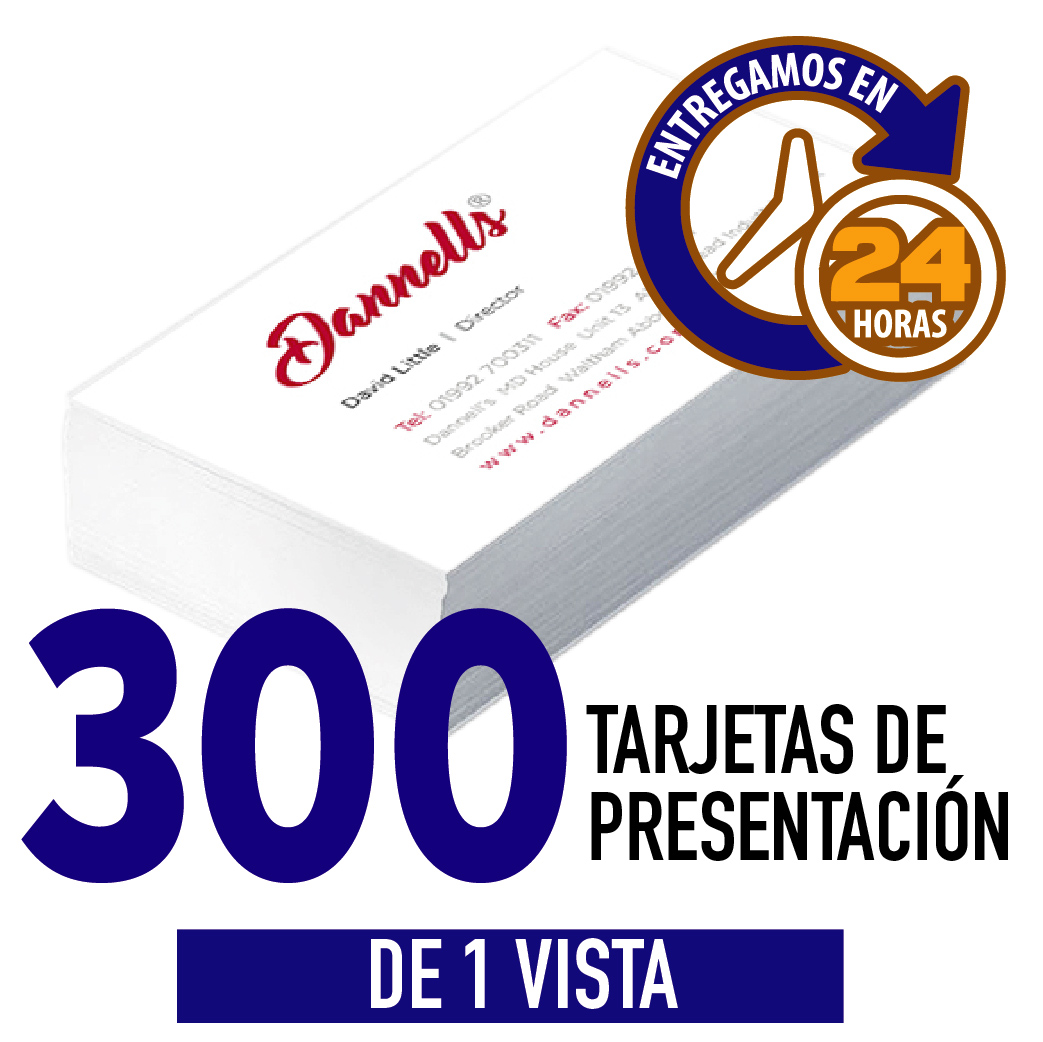 ENTREGAMOS EN
24
HORAS
Dannells®
David Little | Director
Tel: 01992 700311 Fax: 01992
Dannell's MD House Unit 13
Brooker Road Waltham
www.dannells.co
300
TARJETAS DE
PRESENTACIÓN
DE 1 VISTA